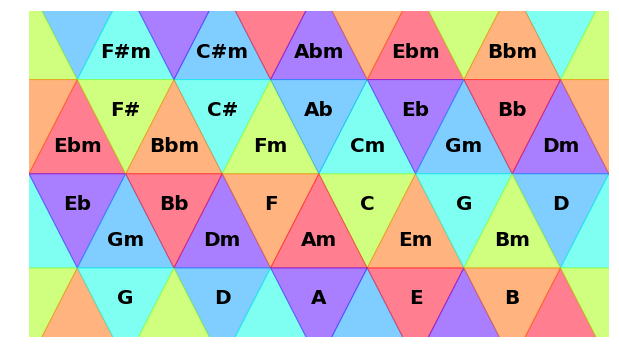 F#m C#m Abm Ebm Bbm
F# C# Ab Eb Bb
Ebm Bbm Fm Cm Gm Dm
Eb Bb F C G D
Gm Dm Am Em Bm
G D A E B